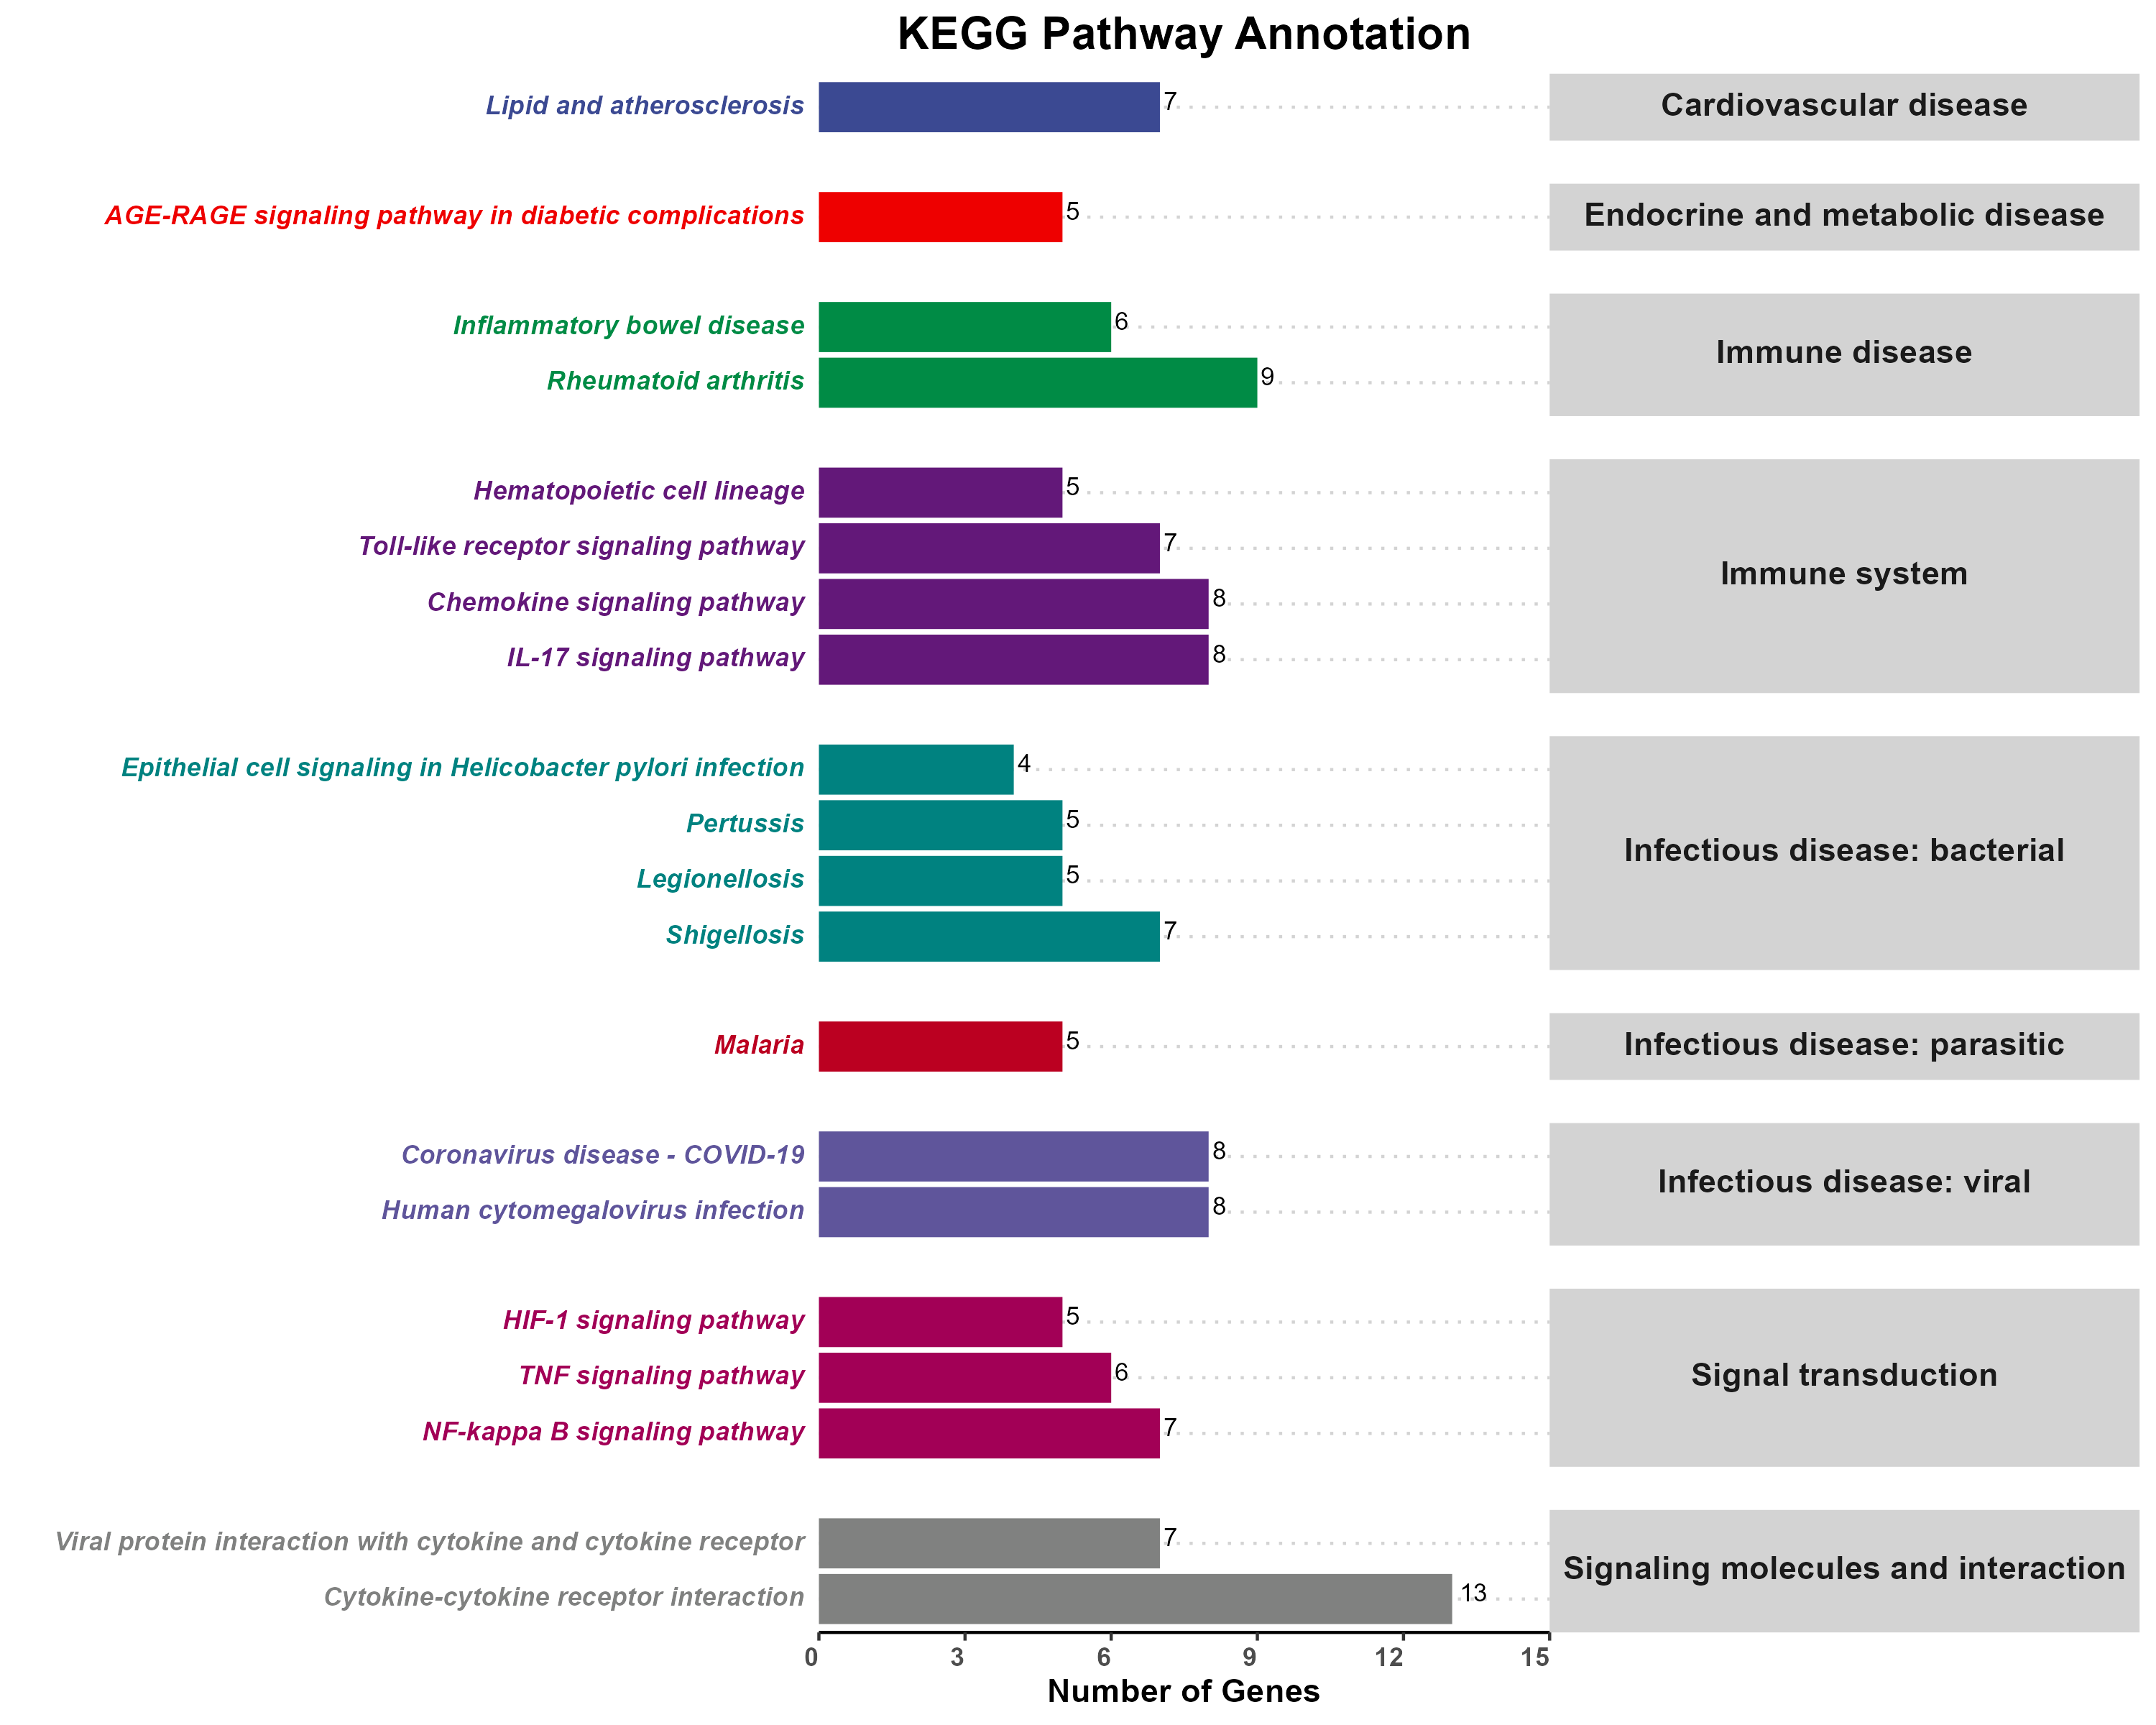 KEGG Pathway Annotation
Lipid and atherosclerosis 7 Cardiovascular disease
AGE-RAGE signaling pathway in diabetic complications 5 Endocrine and metabolic disease
Inflammatory bowel disease 6
Immune disease
Rheumatoid arthritis 9
Hematopoietic cell lineage 5
Toll-like receptor signaling pathway 7
Immune system
Chemokine signaling pathway 8
IL-17 signaling pathway 8
Epithelial cell signaling in Helicobacter pylori infection 4
Pertussis 5
Infectious disease: bacterial
Legionellosis 5
Shigellosis 7
Malaria 5 Infectious disease: parasitic
Coronavirus disease - COVID-19 8
Infectious disease: viral
Human cytomegalovirus infection 8
HIF-1 signaling pathway 5
TNF signaling pathway 6 Signal transduction
NF-kappa B signaling pathway 7
Viral protein interaction with cytokine and cytokine receptor 7
Signaling molecules and interaction
Cytokine-cytokine receptor interaction 13
0 3 6 9 12 15
Number of Genes